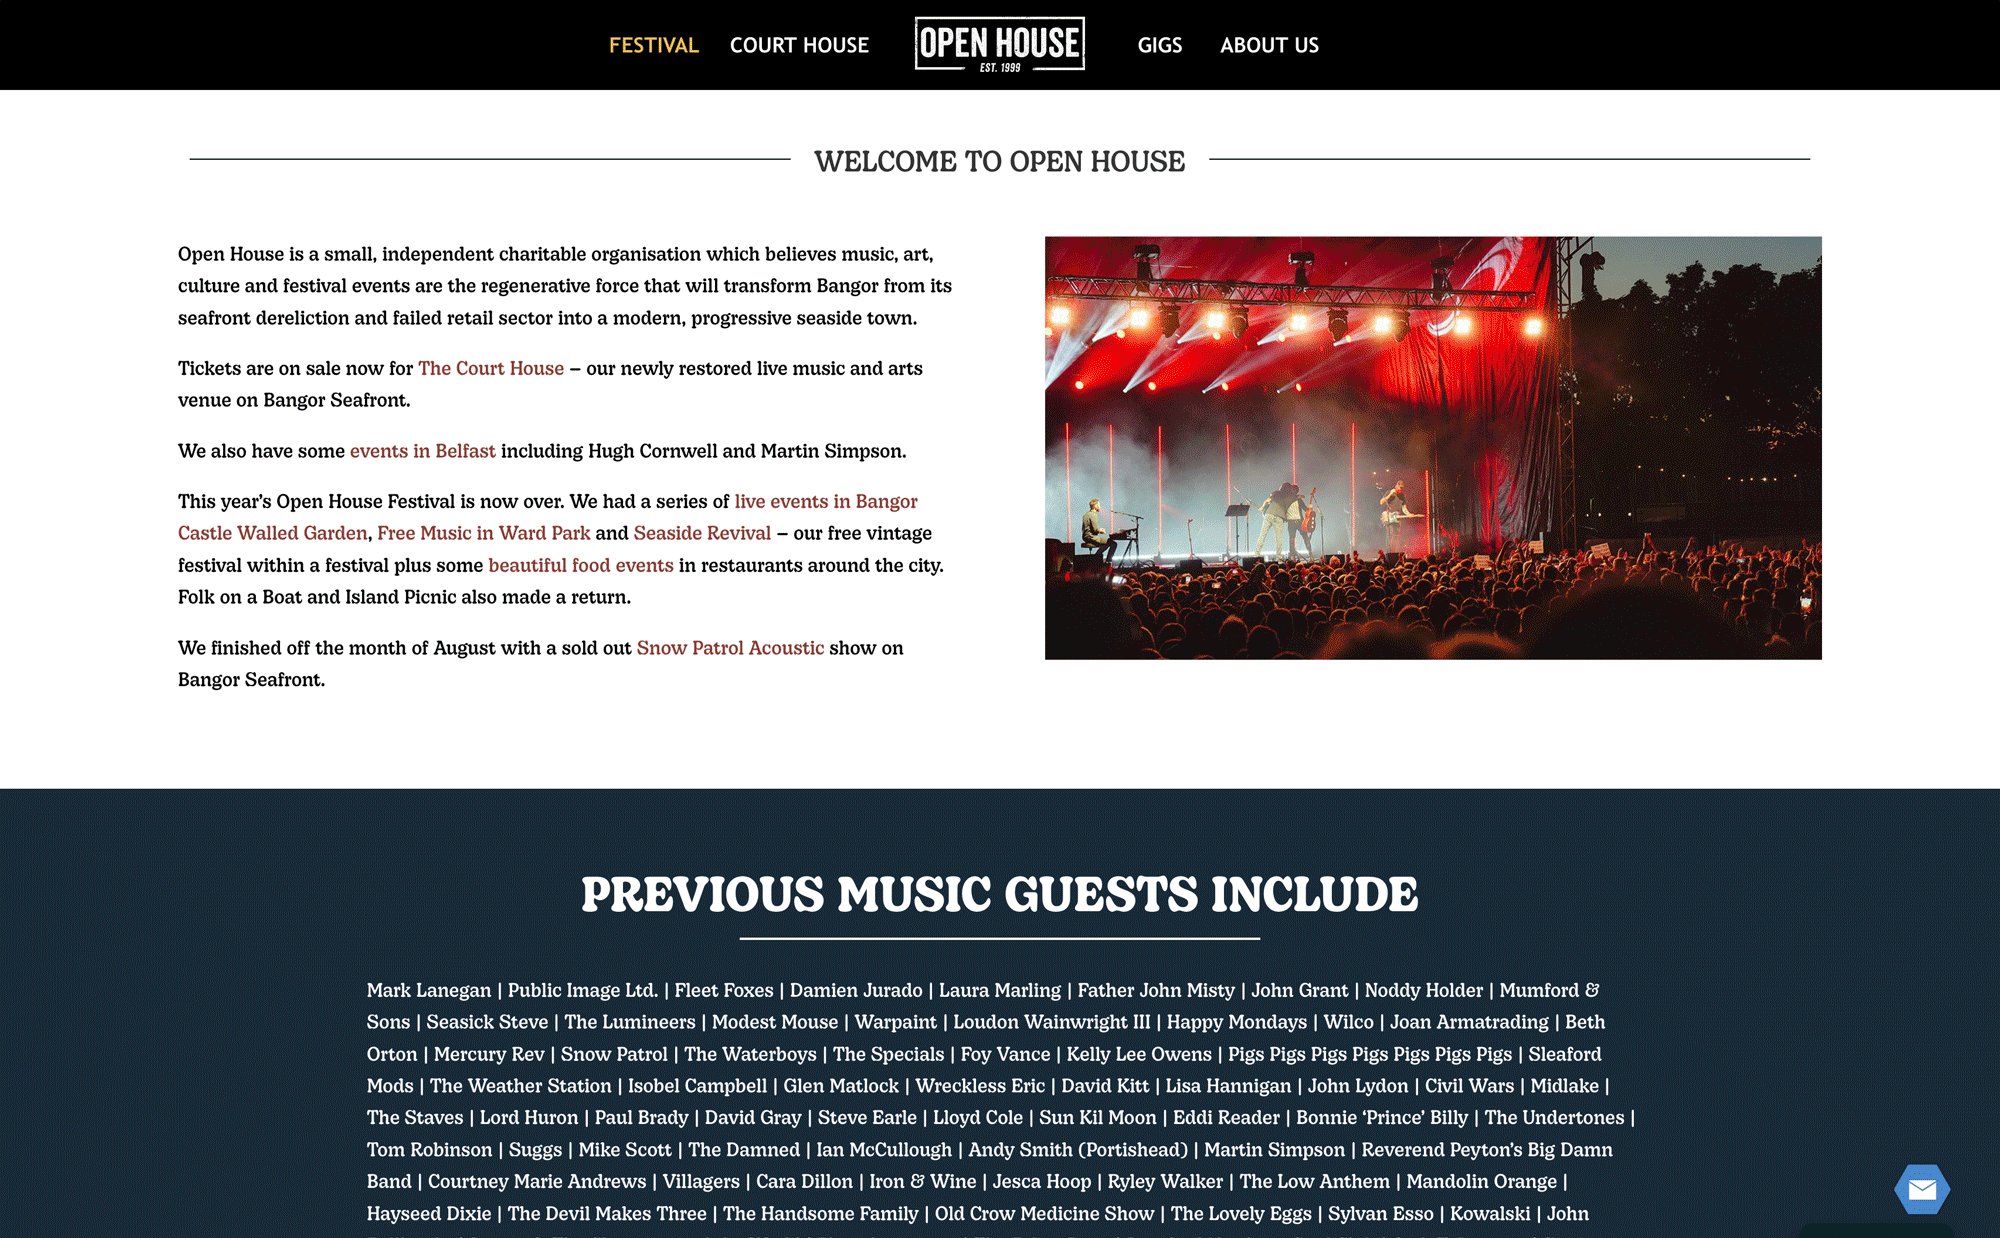 FESTIVAL COURT HOUSE OPEN HOUSE GIGS ABOUT US
EST. 1999
WELCOME TO OPEN HOUSE
Open House is a small, independent charitable organisation which believes music, art,
culture and festival events are the regenerative force that will transform Bangor from its
seafront dereliction and failed retail sector into a modern, progressive seaside town.
Tickets are on sale now for The Court House – our newly restored live music and arts
venue on Bangor Seafront.
We also have some events in Belfast including Hugh Cornwell and Martin Simpson.
This year’s Open House Festival is now over. We had a series of live events in Bangor
Castle Walled Garden, Free Music in Ward Park and Seaside Revival – our free vintage
festival within a festival plus some beautiful food events in restaurants around the city.
Folk on a Boat and Island Picnic also made a return.
We finished off the month of August with a sold out Snow Patrol Acoustic show on
Bangor Seafront.
PREVIOUS MUSIC GUESTS INCLUDE
Mark Lanegan | Public Image Ltd. | Fleet Foxes | Damien Jurado | Laura Marling | Father John Misty | John Grant | Noddy Holder | Mumford &
Sons | Seasick Steve | The Lumineers | Modest Mouse | Warpaint | Loudon Wainwright III | Happy Mondays | Wilco | Joan Armatrading | Beth
Orton | Mercury Rev | Snow Patrol | The Waterboys | The Specials | Foy Vance | Kelly Lee Owens | Pigs Pigs Pigs Pigs Pigs Pigs Pigs | Sleaford
Mods | The Weather Station | Isobel Campbell | Glen Matlock | Wreckless Eric | David Kitt | Lisa Hannigan | John Lydon | Civil Wars | Midlake |
The Staves | Lord Huron | Paul Brady | David Gray | Steve Earle | Lloyd Cole | Sun Kil Moon | Eddi Reader | Bonnie ‘Prince’ Billy | The Undertones |
Tom Robinson | Suggs | Mike Scott | The Damned | Ian McCullough | Andy Smith (Portishead) | Martin Simpson | Reverend Peyton’s Big Damn
Band | Courtney Marie Andrews | Villagers | Cara Dillon | Iron & Wine | Jesca Hoop | Ryley Walker | The Low Anthem | Mandolin Orange |
Hayseed Dixie | The Devil Makes Three | The Handsome Family | Old Crow Medicine Show | The Lovely Eggs | Sylvan Esso | Kowalski | John